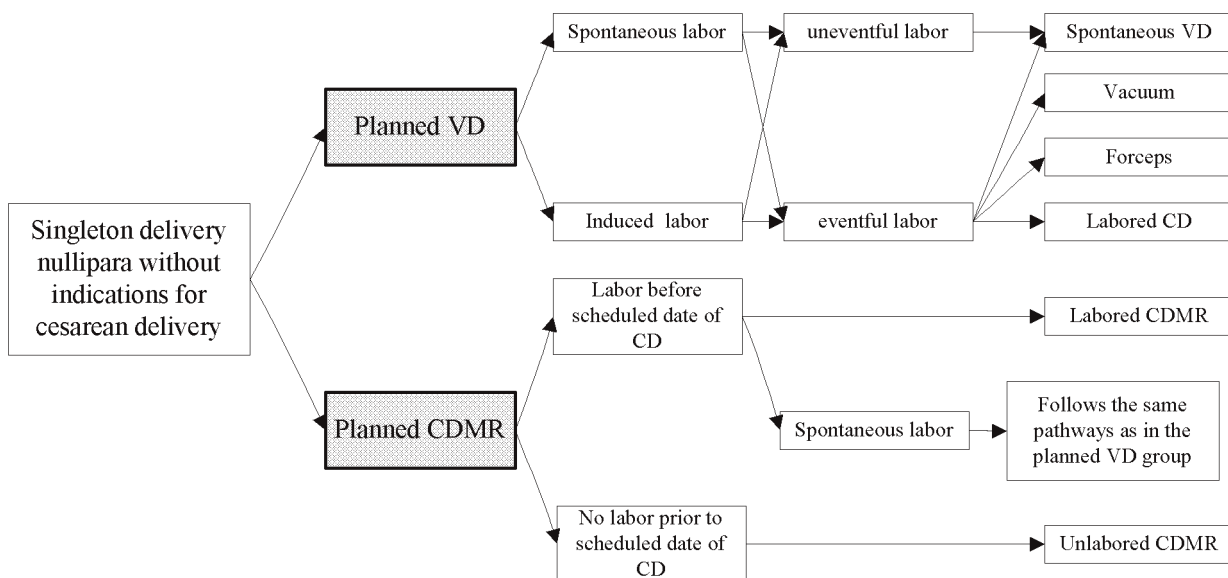 Singleton delivery
nullipara without
indications for
cesarean delivery
Planned VD
Spontaneous labor
Induced labor
uneventful labor
eventful labor
Spontaneous VD
Vacuum
Forceps
Labored CD
Planned CDMR
Labor before
scheduled date of
CD
Labored CDMR
Spontaneous labor
Follows the same
pathways as in the
planned VD group
No labor prior to
scheduled date of
CD
Unlabored CDMR